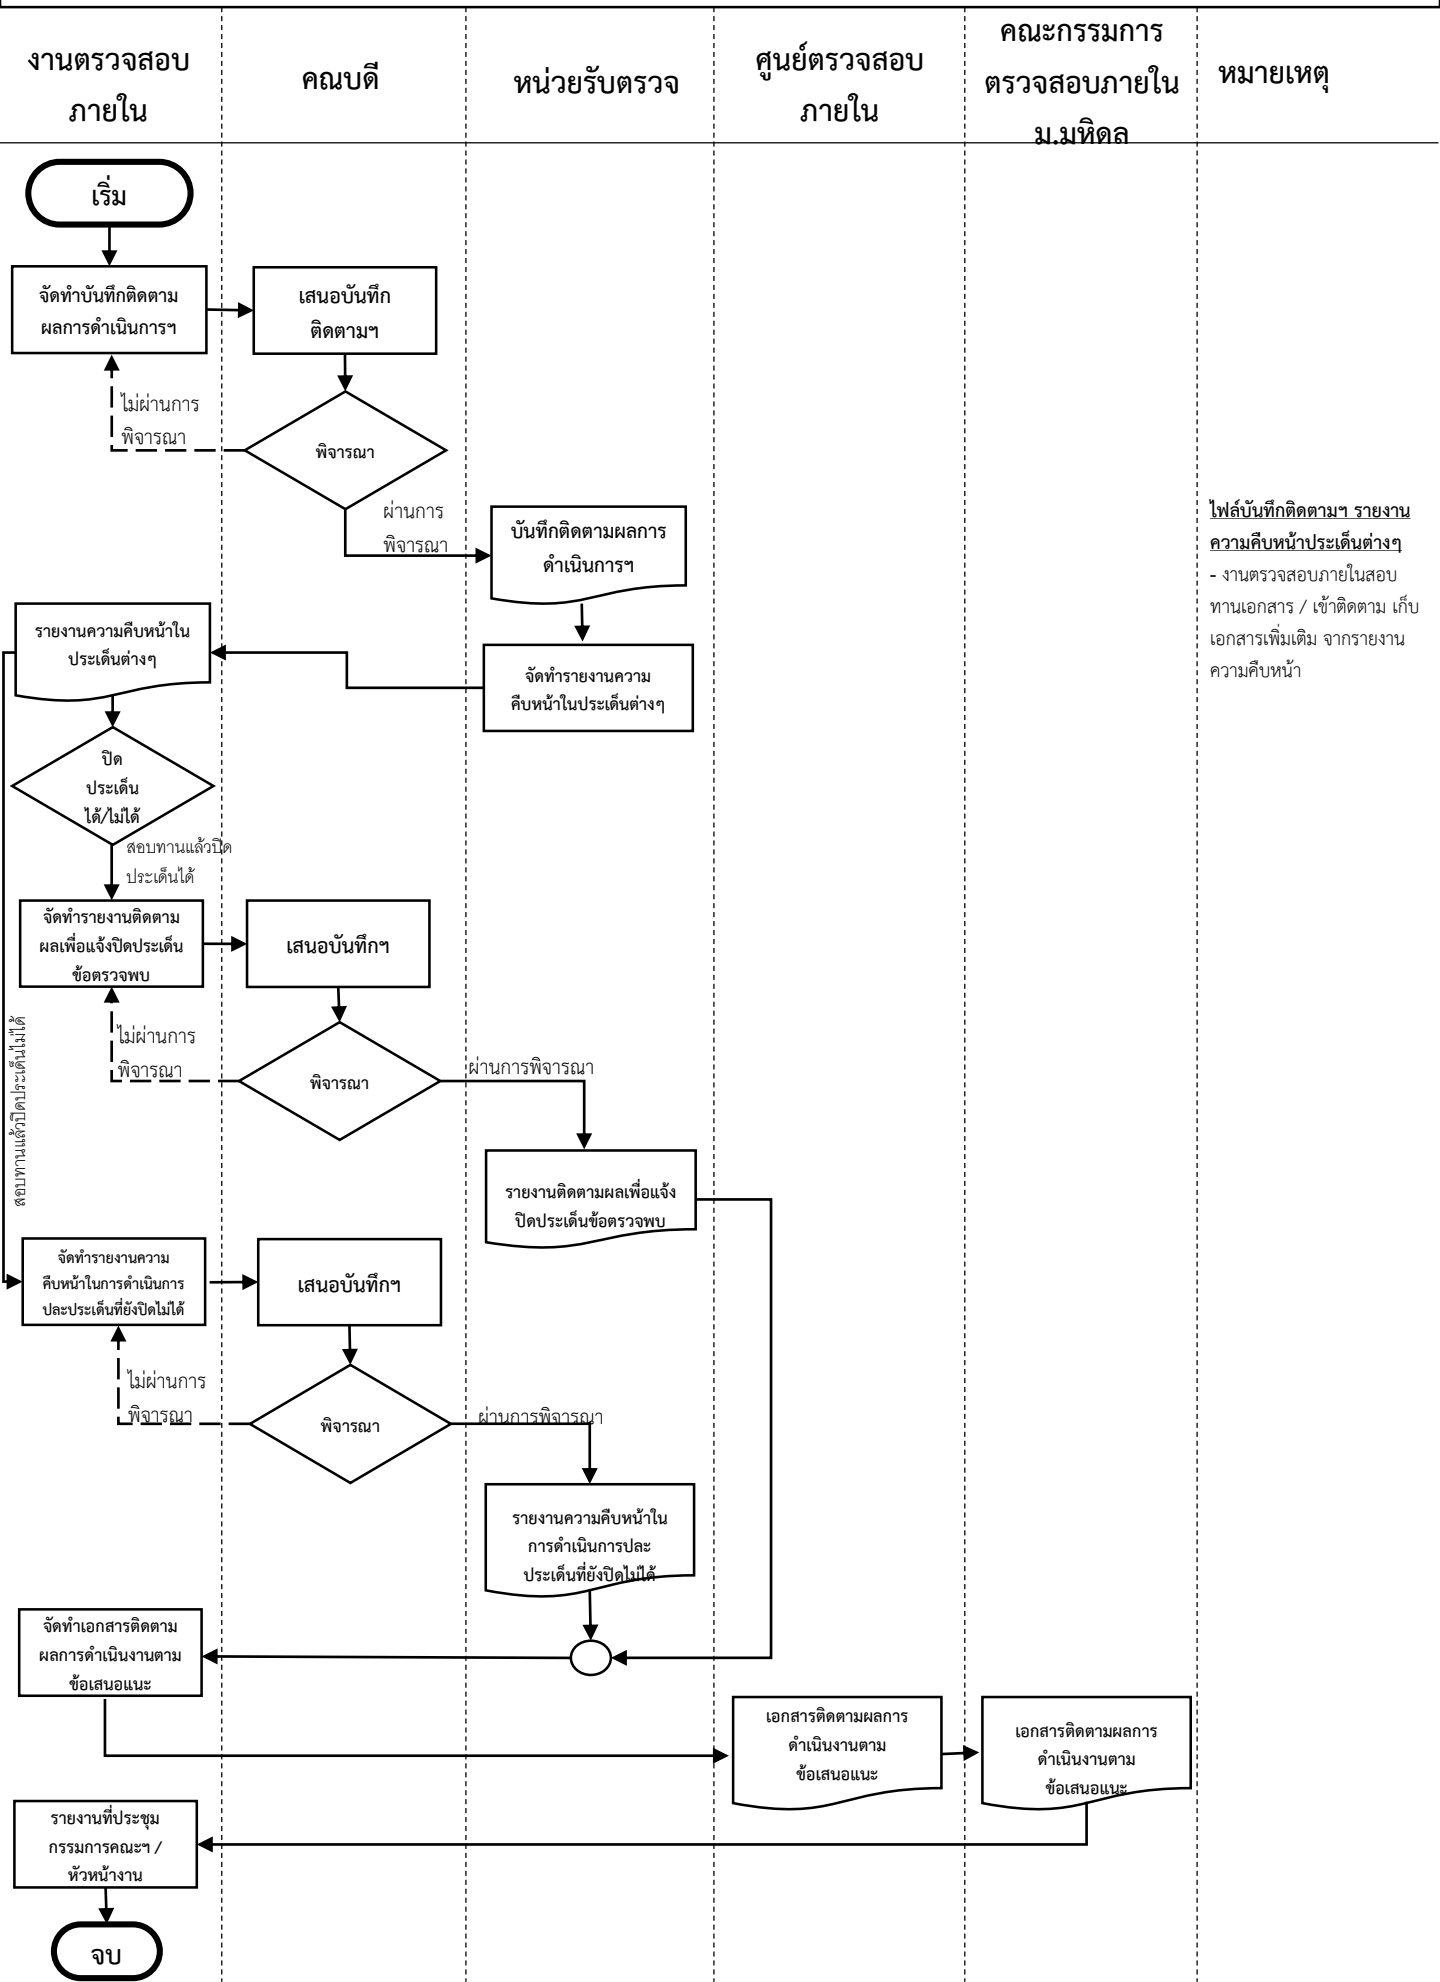 งานตรวจสอบ
ภายใน
คณบดี
หน่วยรับตรวจ
ศูนย์ตรวจสอบ
ภายใน
คณะกรรมการ
ตรวจสอบภายใน
ม.มหิดล
หมายเหตุ
เริ่ม
จัดทำบันทึกติดตาม
ผลการดำเนินการฯ
เสนอบันทึก
ติดตามฯ
ไม่ผ่านการ
พิจารณา
พิจารณา
ผ่านการ
พิจารณา
บันทึกติดตามผลการ
ดำเนินการฯ
ไฟล์บันทึกติดตามฯ รายงาน
ความคืบหน้าประเด็นต่างๆ
- งานตรวจสอบภายในสอบ
ทานเอกสาร / เข้าติดตาม เก็บ
เอกสารเพิ่มเติม จากรายงาน
ความคืบหน้า
รายงานความคืบหน้าใน
ประเด็นต่างๆ
จัดทำรายงานความ
คืบหน้าในประเด็นต่างๆ
ปิด
ประเด็น
ได้/ไม่ได้
สอบทานแล้วปิด
ประเด็นได้
จัดทำรายงานติดตาม
ผลเพื่อแจ้งปิดประเด็น
ข้อตรวจพบ
เสนอบันทึกฯ
ไม่ผ่านการ
พิจารณา
พิจารณา
ผ่านการพิจารณา
สอบทานแล้วปิดประเด็นไม่ได้
รายงานติดตามผลเพื่อแจ้ง
ปิดประเด็นข้อตรวจพบ
จัดทำรายงานความ
คืบหน้าในการดำเนินการ
ปละประเด็นที่ยังปิดไม่ได้
เสนอบันทึกฯ
ไม่ผ่านการ
พิจารณา
พิจารณา
ผ่านการพิจารณา
รายงานความคืบหน้าใน
การดำเนินการปละ
ประเด็นที่ยังปิดไม่ได้
จัดทำเอกสารติดตาม
ผลการดำเนินงานตาม
ข้อเสนอแนะ
เอกสารติดตามผลการ
ดำเนินงานตาม
ข้อเสนอแนะ
เอกสารติดตามผลการ
ดำเนินงานตาม
ข้อเสนอแนะ
รายงานที่ประชุม
กรรมการคณะฯ /
หัวหน้างาน
จบ